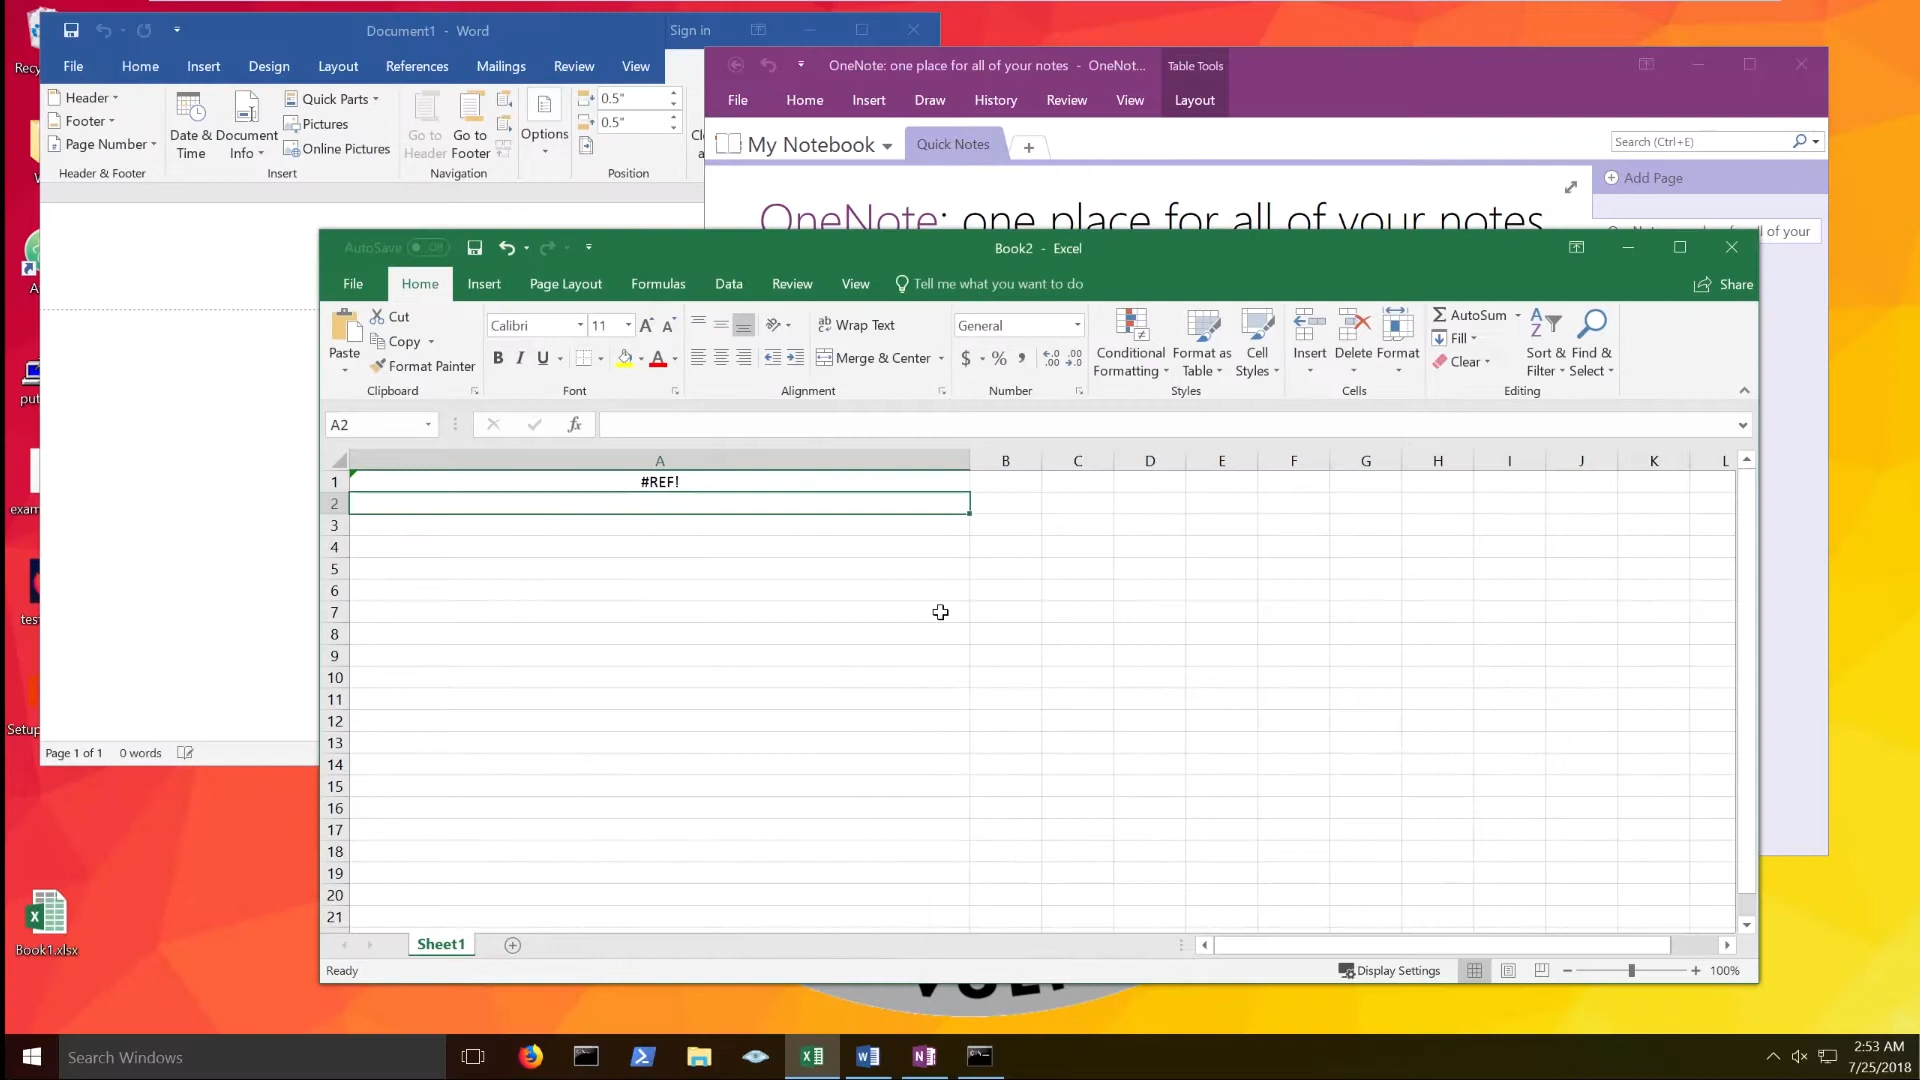 Document1 - Word
Sign in
File Home Insert Design Layout References Mailings Review View
Header
Footer
Page Number
Header & Footer
Date & Time
Document Info
Quick Parts
Pictures
Online Pictures
Insert
Go to Header
Go to Footer
Navigation
Options
0.5"
0.5"
Position
Page 1 of 1 0 words
OneNote: one place for all of your notes - OneNot...
Table Tools
File Home Insert Draw History Review View Layout
My Notebook
Quick Notes
Search (Ctrl+E)
Add Page
OneNote: one place for all of your notes
all of your
AutoSave Off
Book2 - Excel
File Home Insert Page Layout Formulas Data Review View Tell me what you want to do
Share
Paste
Cut
Copy
Format Painter
Clipboard
Calibri 11
B I U A
Font
Wrap Text
Merge & Center
Alignment
General
$ % ,
Number
Conditional Formatting
Format as Table
Cell Styles
Styles
Insert
Delete
Format
Cells
AutoSum
Fill
Clear
Sort & Filter
Find & Select
Editing
A2
fx
A B C D E F G H I J K L
1 #REF!
2
3
4
5
6
7
8
9
10
11
12
13
14
15
16
17
18
19
20
21
Sheet1
Ready
Display Settings
100%
Recy
put
exam
test
Setup
Book1.xlsx
Search Windows
2:53 AM
7/25/2018